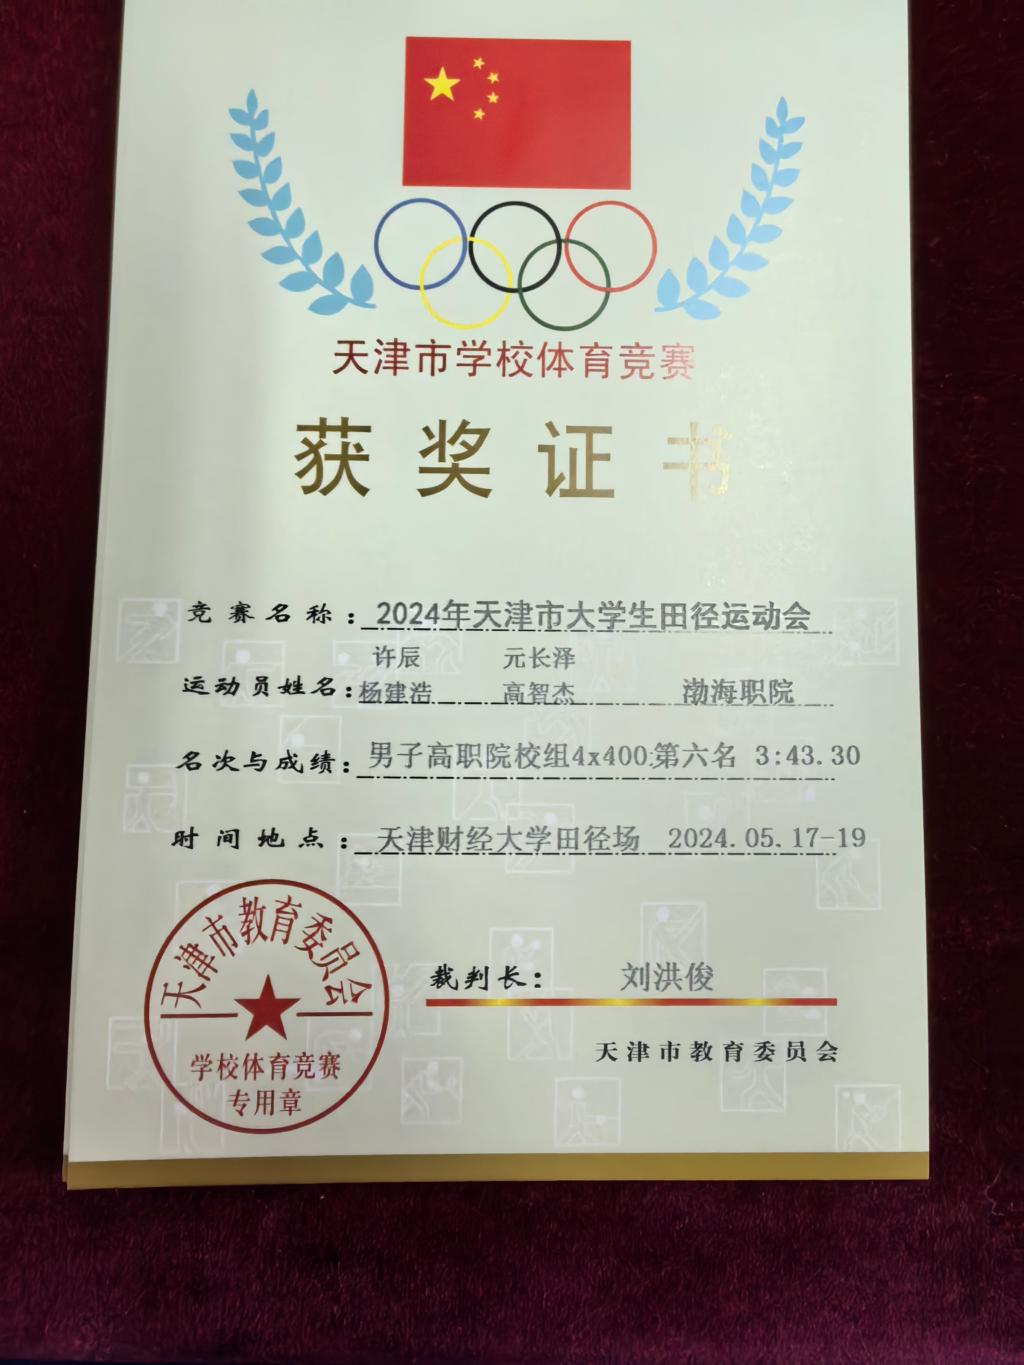 天津市学校体育竞赛
获奖证书
竞赛名称：2024年天津市大学生田径运动会
许辰 元长泽
运动员姓名：杨建浩 高智杰 渤海职院
名次与成绩：男子高职院校组4x400 第六名 3:43.30
时间地点：天津财经大学田径场 2024.05.17-19
天津市教育委员会
学校体育竞赛
专用章
裁判长：刘洪俊
天津市教育委员会